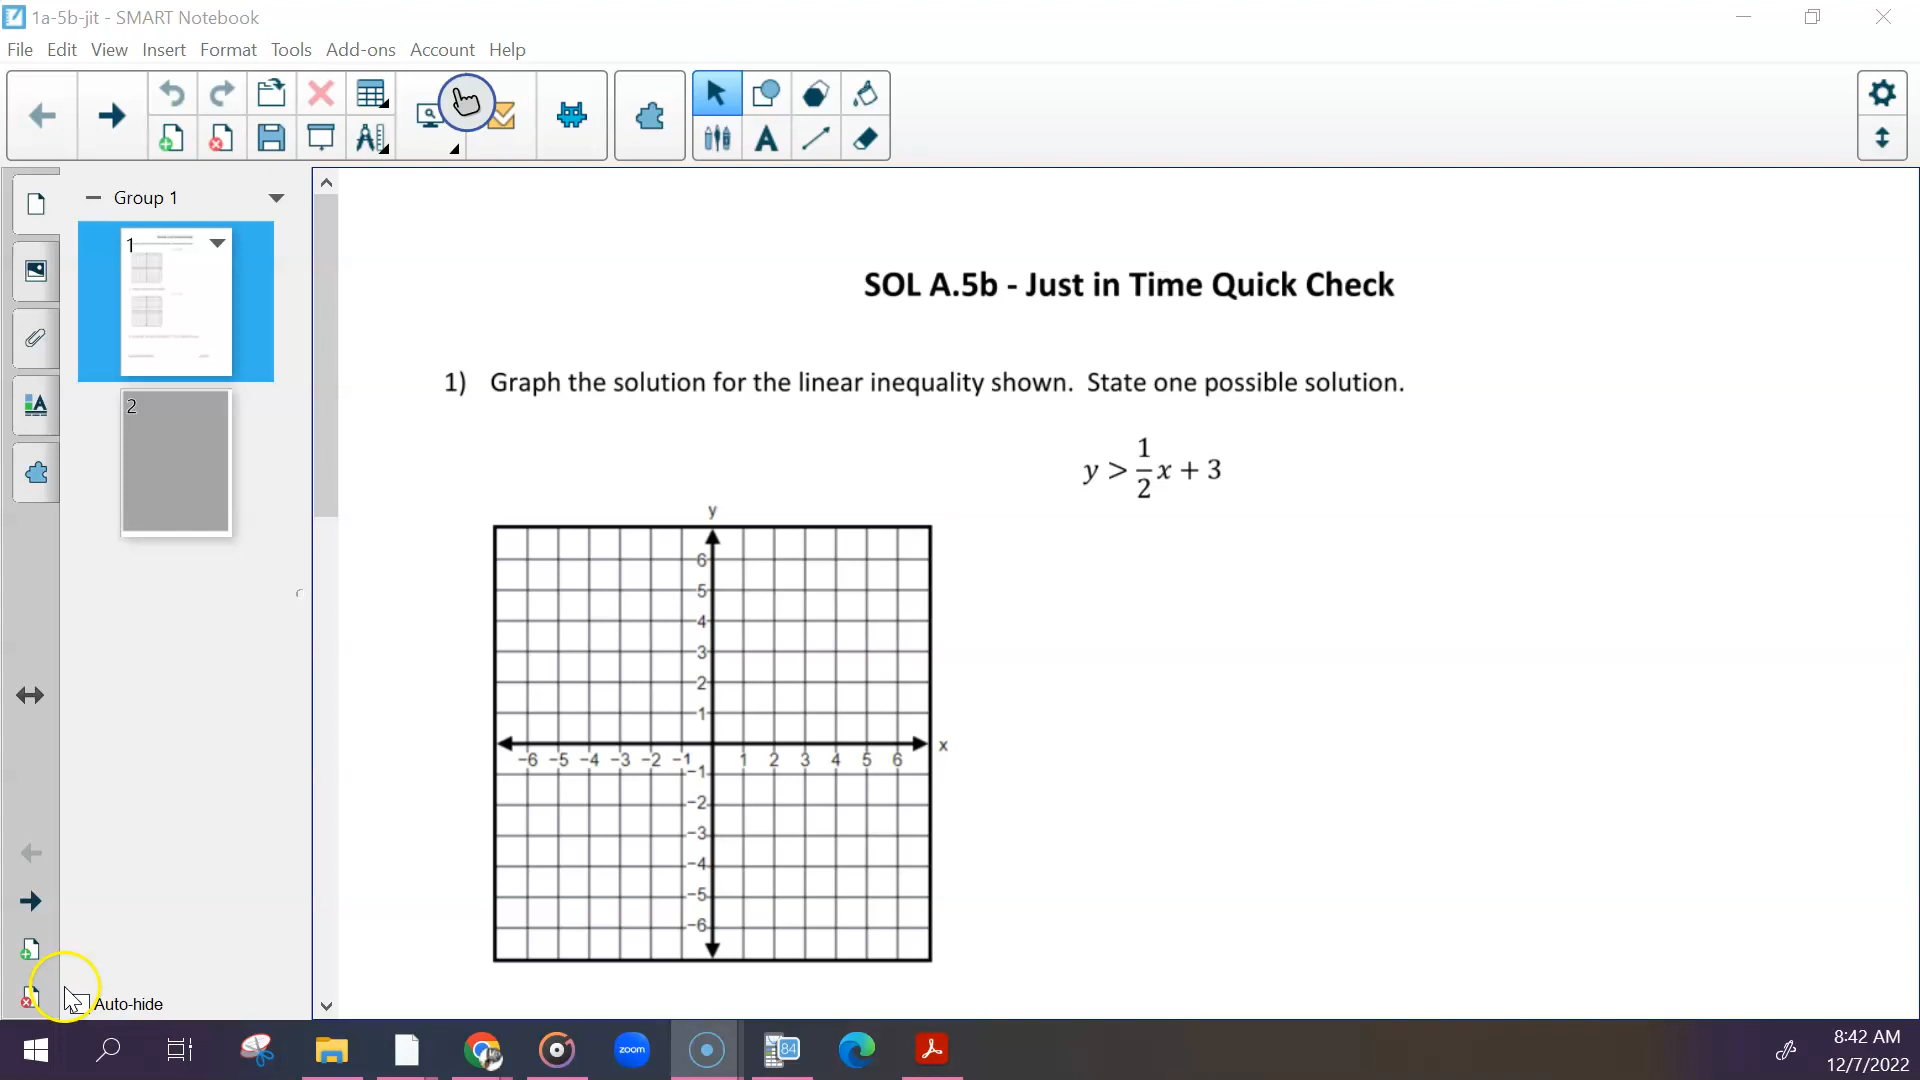 1a-5b-jit - SMART Notebook
File Edit View Insert Format Tools Add-ons Account Help
Group 1
1
2
SOL A.5b - Just in Time Quick Check
1) Graph the solution for the linear inequality shown. State one possible solution.
y > 1/2 x + 3
y
6
5
4
3
2
1
x
-6 -5 -4 -3 -2 -1 1 2 3 4 5 6
-1
-2
-3
-4
-5
-6
Auto-hide
zoom
84
8:42 AM
12/7/2022